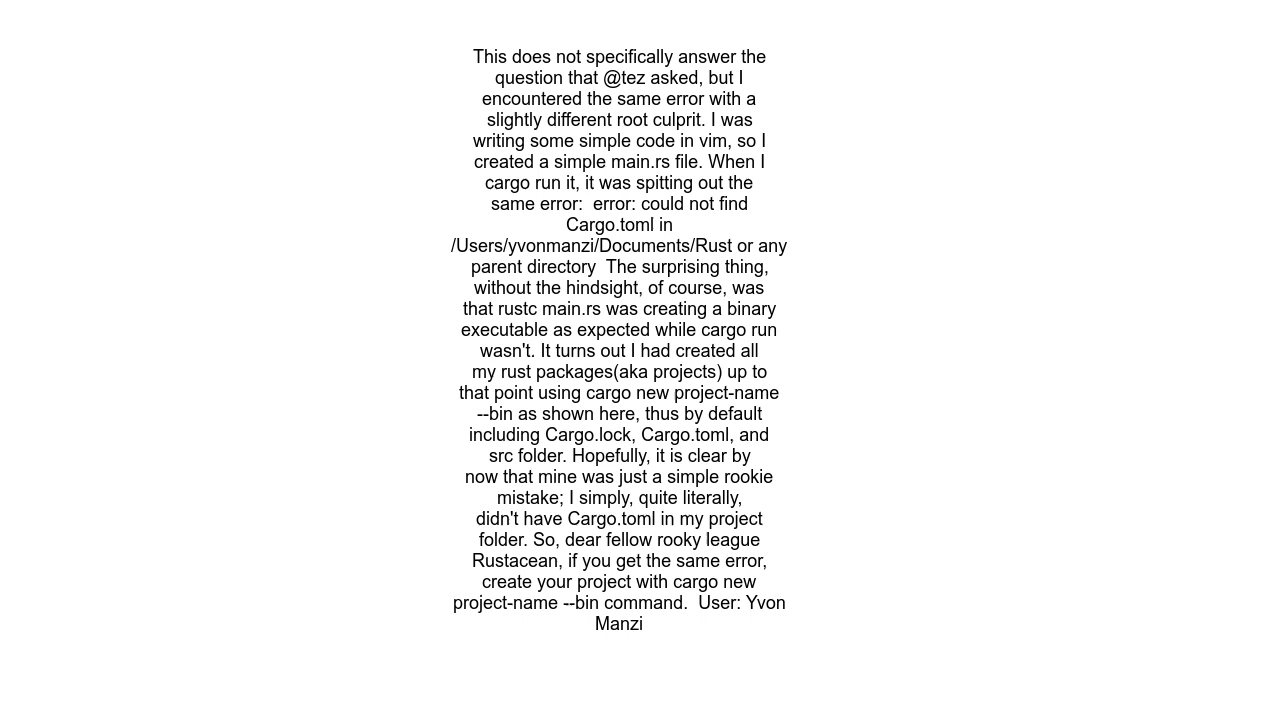 This does not specifically answer the
question that @tez asked, but I
encountered the same error with a
slightly different root culprit. I was
writing some simple code in vim, so I
created a simple main.rs file. When I
cargo run it, it was spitting out the
same error:  error: could not find
Cargo.toml in
/Users/yvonmanzi/Documents/Rust or any
parent directory  The surprising thing,
without the hindsight, of course, was
that rustc main.rs was creating a binary
executable as expected while cargo run
wasn't. It turns out I had created all
my rust packages(aka projects) up to
that point using cargo new project-name
--bin as shown here, thus by default
including Cargo.lock, Cargo.toml, and
src folder. Hopefully, it is clear by
now that mine was just a simple rookie
mistake; I simply, quite literally,
didn't have Cargo.toml in my project
folder. So, dear fellow rooky league
Rustacean, if you get the same error,
create your project with cargo new
project-name --bin command.  User: Yvon
Manzi